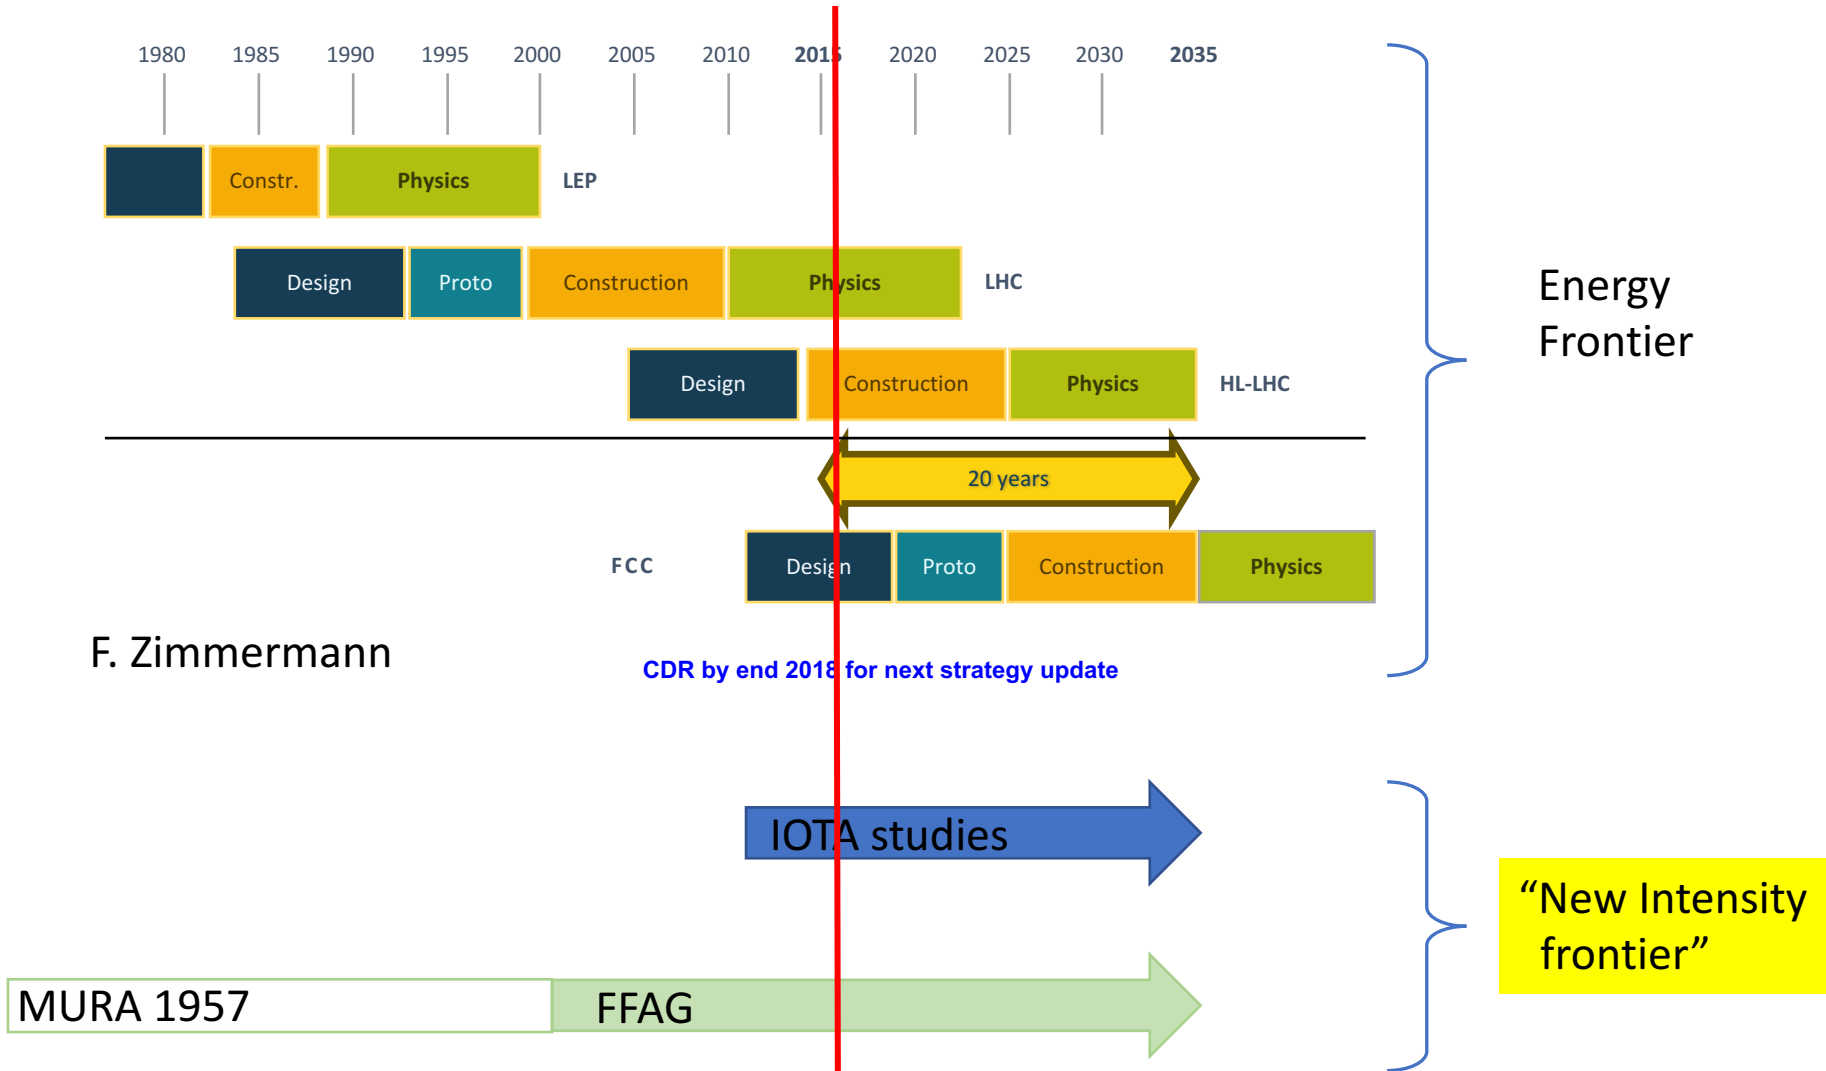 1980 1985 1990 1995 2000 2005 2010 2015 2020 2025 2030 2035
Constr. Physics LEP
Design Proto Construction Physics LHC
Design Construction Physics HL-LHC
20 years
FCC Design Proto Construction Physics
Energy
Frontier
F. Zimmermann
CDR by end 2018 for next strategy update
IOTA studies
“New Intensity
frontier”
MURA 1957 FFAG